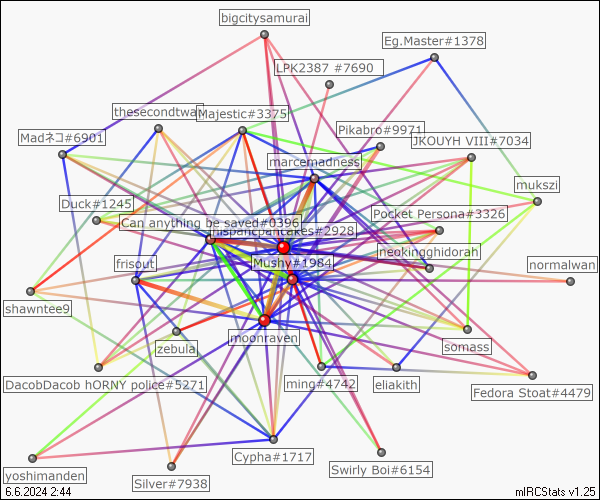 bigcitysamurai
Eg.Master#1378
LPK2387 #7690
thesecondtwa
Majestic#3375
Madネコ#6901
Pikabro#9971
JKOUYH VIII#7034
marcemadness
mukszi
Duck#1245
Pocket Persona#3326
Can anything be saved#0396
hispanicpancakes#2928
neokingghidorah
frisout
Mushy#1984
normalwan
shawntee9
moonraven
zebula
somass
DacobDacob hORNY police#5271
ming#4742
eliakith
Fedora Stoat#4479
Cypha#1717
Swirly Boi#6154
yoshimanden
Silver#7938
6.6.2024 2:44
mIRCStats v1.25